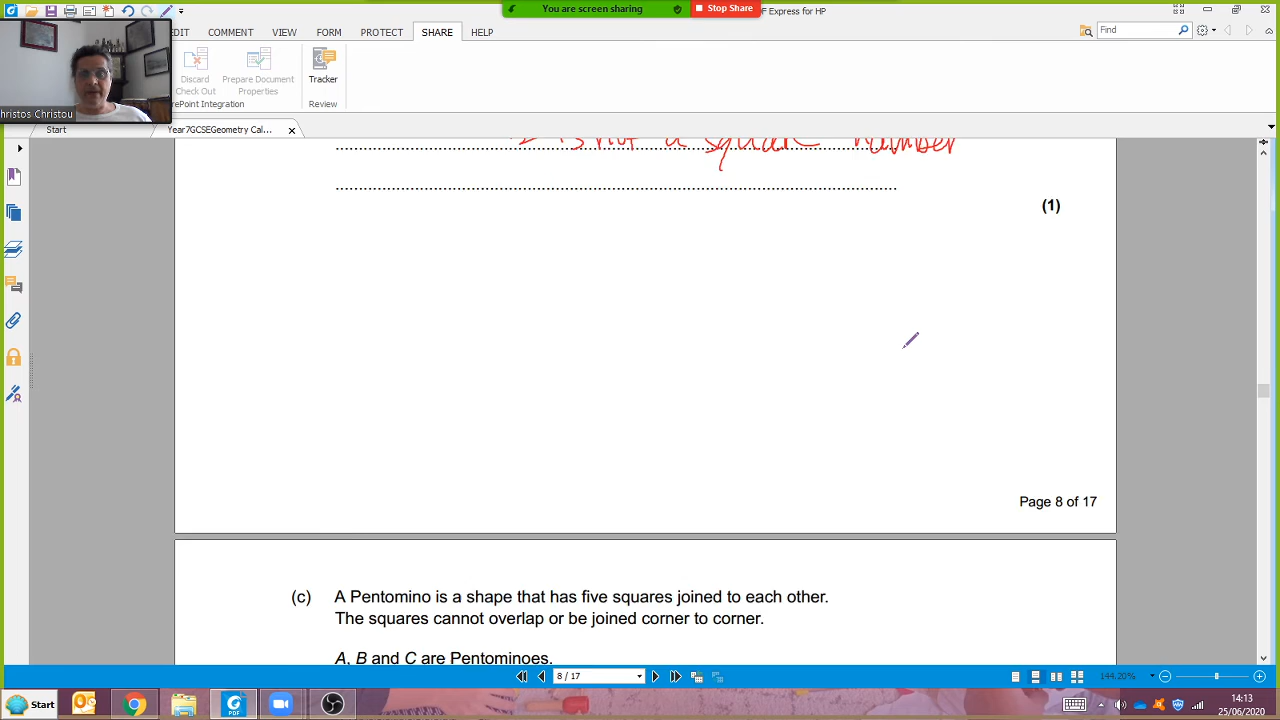 You are screen sharing
Stop Share
F Express for HP
EDIT COMMENT VIEW FORM PROTECT SHARE HELP
Find
Discard Check Out
Prepare Document Properties
Tracker
rePoint Integration
Review
hristos Christou
Start
Year7GCSEGeometry Cal...
is not a square number
(1)
Page 8 of 17
(c) A Pentomino is a shape that has five squares joined to each other.
The squares cannot overlap or be joined corner to corner.
A, B and C are Pentominoes.
8 / 17
144.20%
Start
PDF
14:13
25/06/2020